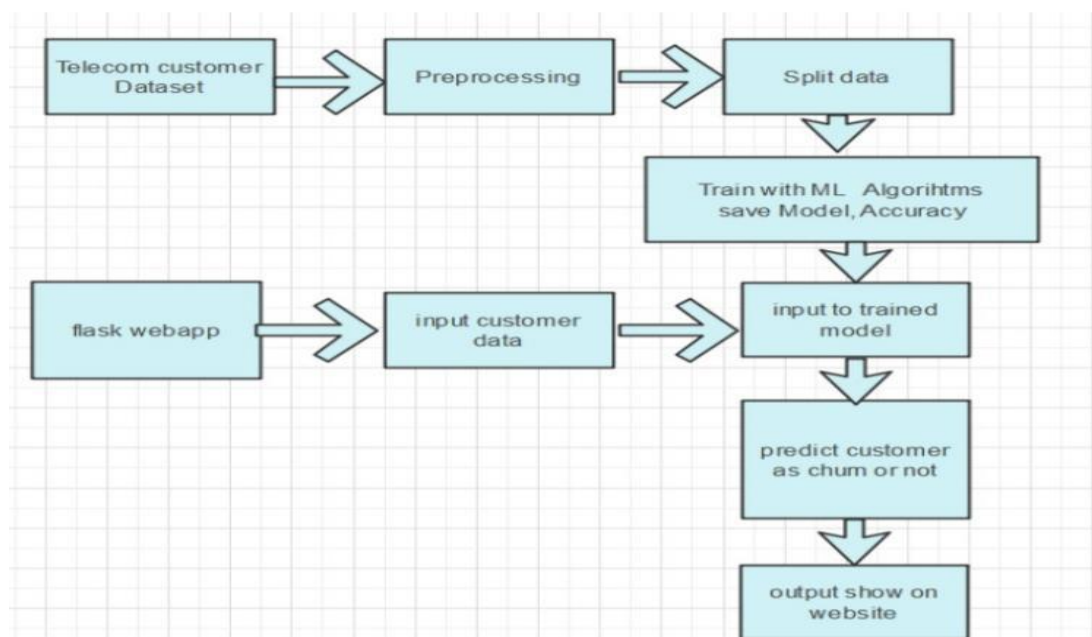 Telecom customer
Dataset
Preprocessing
Split data
Train with ML Algorihtms
save Model, Accuracy
flask webapp
input customer
data
input to trained
model
predict customer
as churn or not
output show on
website